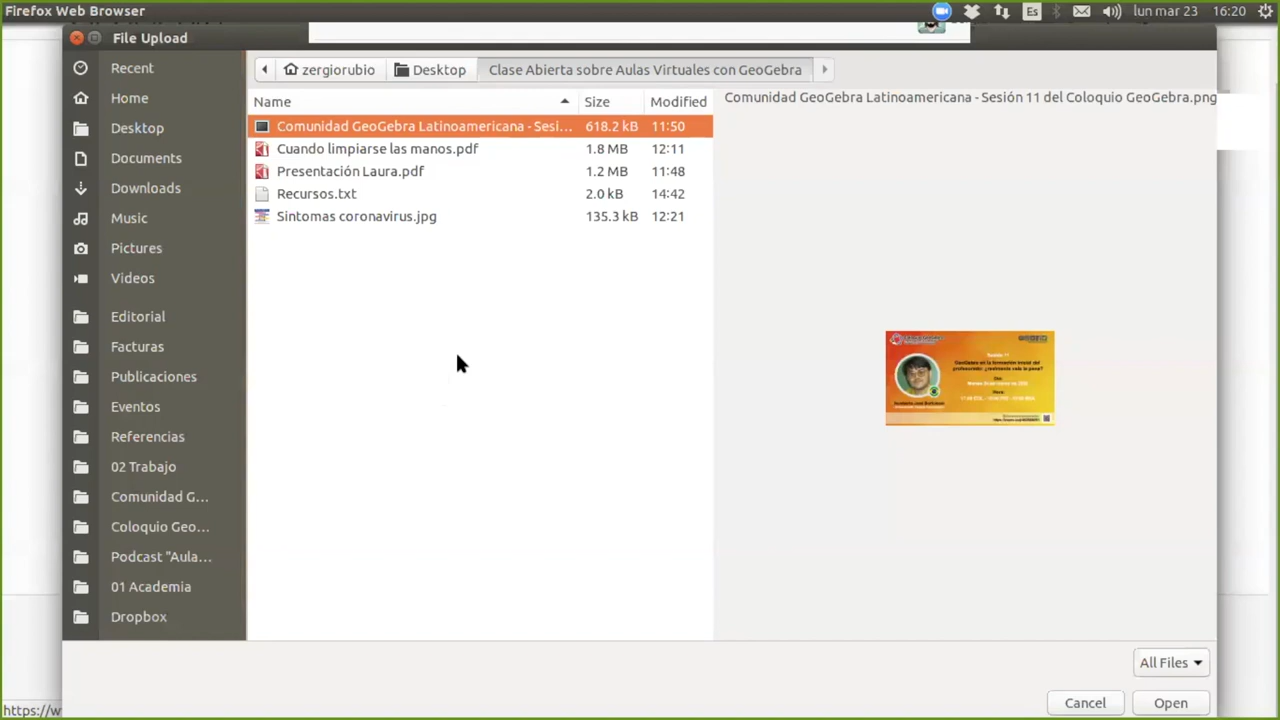 Firefox Web Browser
Es
lun mar 23
16:20
File Upload
Recent
Home
Desktop
Documents
Downloads
Music
Pictures
Videos
Editorial
Facturas
Publicaciones
Eventos
Referencias
02 Trabajo
Comunidad G...
Coloquio Geo...
Podcast "Aula...
01 Academia
Dropbox
zergiorubio
Desktop
Clase Abierta sobre Aulas Virtuales con GeoGebra
Name Size Modified
Comunidad GeoGebra Latinoamericana - Sesi... 618.2 kB 11:50
Cuando limpiarse las manos.pdf 1.8 MB 12:11
Presentación Laura.pdf 1.2 MB 11:48
Recursos.txt 2.0 kB 14:42
Sintomas coronavirus.jpg 135.3 kB 12:21
Comunidad GeoGebra Latinoamericana - Sesión 11 del Coloquio GeoGebra.png
All Files
Cancel
Open
https://w